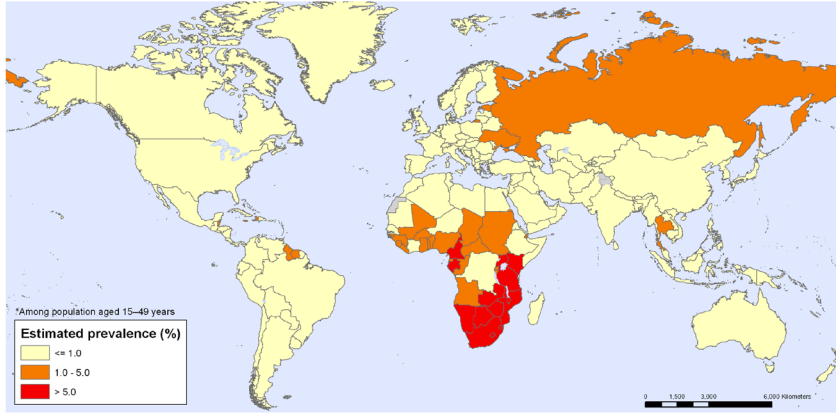 *Among population aged 15–49 years
Estimated prevalence (%)
<= 1.0
1.0 - 5.0
> 5.0
0 1,500 3,000 6,000 Kilometers